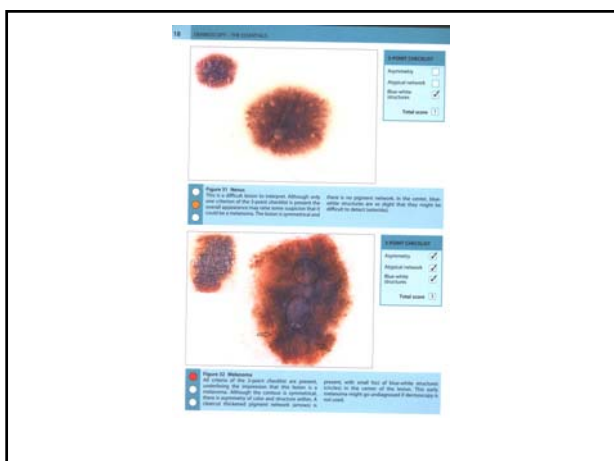 18 DERMOSCOPY – THE ESSENTIALS
3-POINT CHECKLIST
Asymmetry
Atypical network
Blue-white
structures
Total score 1
Figure 31 Nevus
This is a difficult lesson to interpret. Although only
one criterion of the 3-point checklist is present the
overall appearance may raise some suspicion that it
could be a melanoma. The lesion is symmetrical and
there is no pigment network. In the center, blue-
white structures are so slight that they might be
difficult to detect
3-POINT CHECKLIST
Asymmetry
Atypical network
Blue-white
structures
Total score 3
Figure 32 Melanoma
All criteria of the 3-point checklist are present,
underlining the impression that this lesion is a
melanoma. Although the contour is symmetrical,
there is asymmetry of color and structure within. A
thickened pigment network (arrows) is
present, with small foci of blue-white structures
(circles) in the center of the lesion. This early
melanoma might go undiagnosed if dermoscopy is
not used.